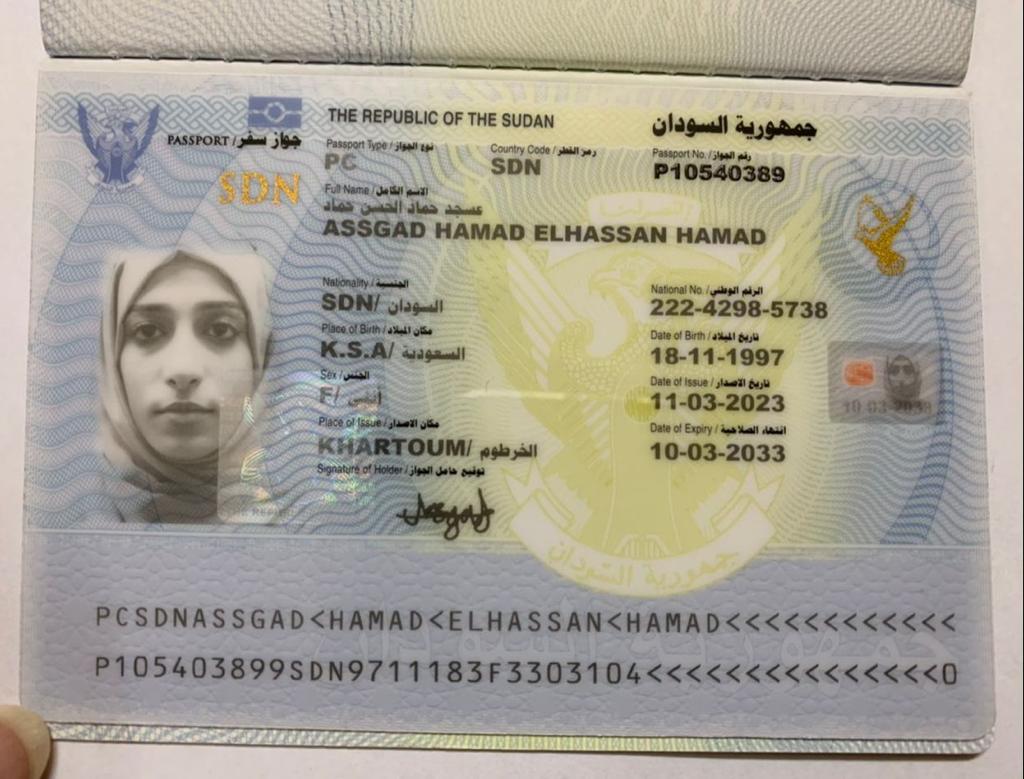 PASSPORT / جواز سفر
SDN
THE REPUBLIC OF THE SUDAN جمهورية السودان
Passport Type / نوع الجواز Country Code / رمز القطر Passport No. / رقم الجواز
PC SDN P10540389
Full Name / الاسم الكامل
عسجد حماد الحسن حماد
ASSGAD HAMAD ELHASSAN HAMAD
Nationality / الجنسية National No. / الرقم الوطني
SDN/ السودان 222-4298-5738
Place of Birth / مكان الميلاد Date of Birth / تاريخ الميلاد
K.S.A/ السعودية 18-11-1997
Sex / الجنس Date of Issue / تاريخ الاصدار
F/ أنثى 11-03-2023
Place of Issue / مكان الاصدار Date of Expiry / انتهاء الصلاحية
KHARTOUM/ الخرطوم 10-03-2033
Signature of Holder / توقيع حامل الجواز
جمهورية السودان
PCSDNASSGAD<HAMAD<ELHASSAN<HAMAD<<<<<<<<<<<<
P105403899SDN9711183F3303104<<<<<<<<<<<<<<<0